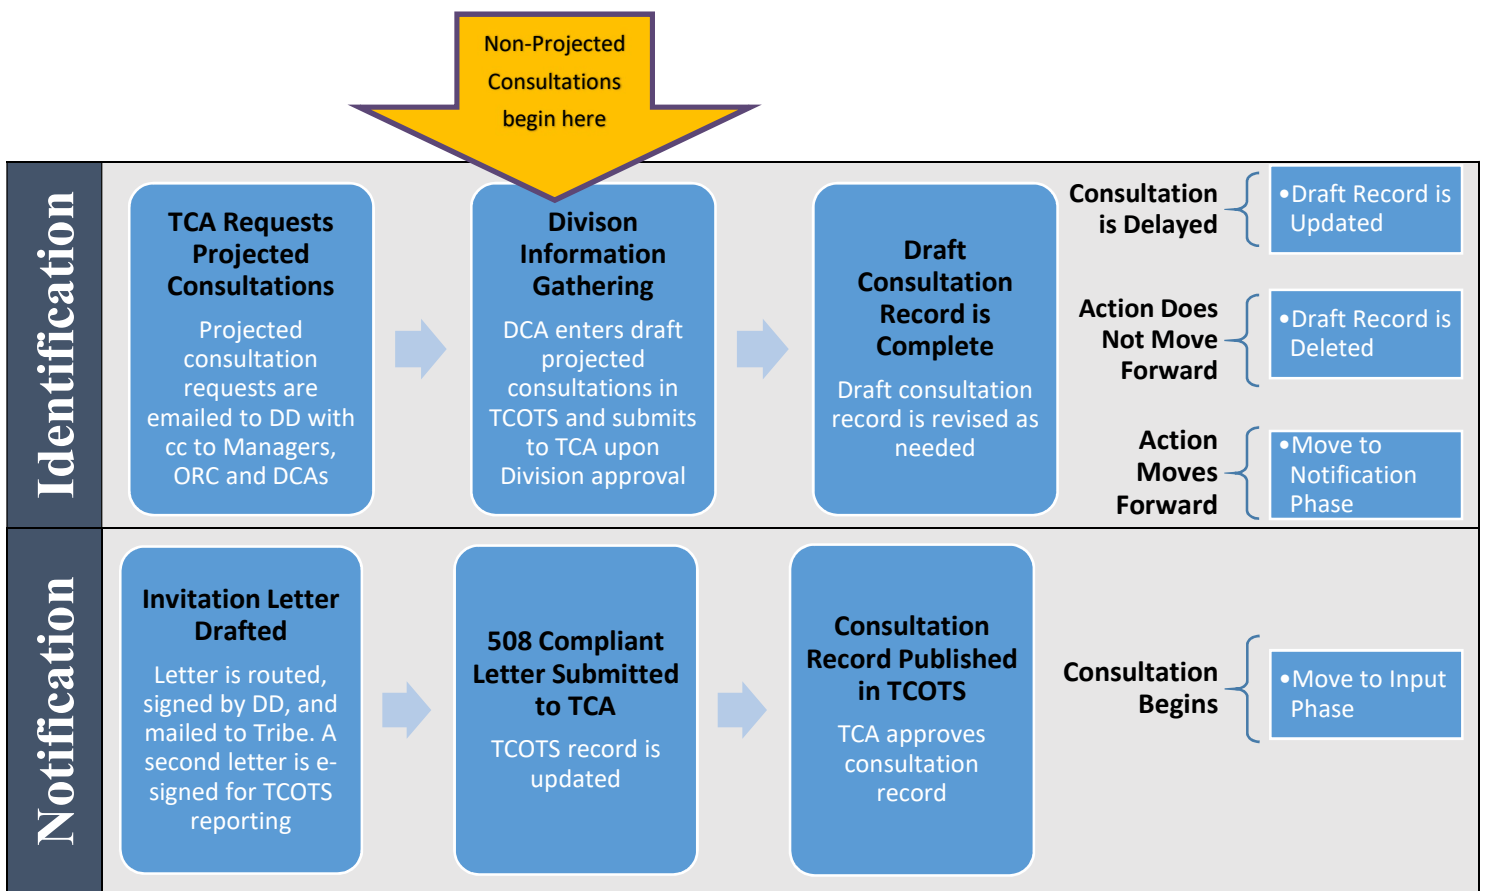 Non-Projected
Consultations
begin here
Identification
TCA Requests
Projected
Consultations
Projected
consultation
requests are
emailed to DD with
cc to Managers,
ORC and DCAs
Divison
Information
Gathering
DCA enters draft
projected
consultations in
TCOTS and submits
to TCA upon
Division approval
Draft
Consultation
Record is
Complete
Draft consultation
record is revised as
needed
Consultation
is Delayed
•Draft Record is
Updated
Action Does
Not Move
Forward
•Draft Record is
Deleted
Action
Moves
Forward
•Move to
Notification
Phase
Notification
Invitation Letter
Drafted
Letter is routed,
signed by DD, and
mailed to Tribe. A
second letter is e-
signed for TCOTS
reporting
508 Compliant
Letter Submitted
to TCA
TCOTS record is
updated
Consultation
Record Published
in TCOTS
TCA approves
consultation
record
Consultation
Begins
•Move to Input
Phase